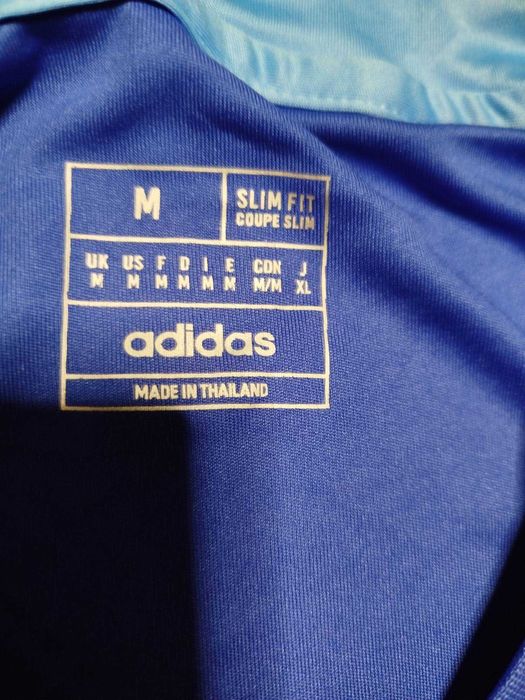 M
SLIM FIT
COUPE SLIM
UK US F D I E CDN J
M M M M M M M/M XL
adidas
MADE IN THAILAND